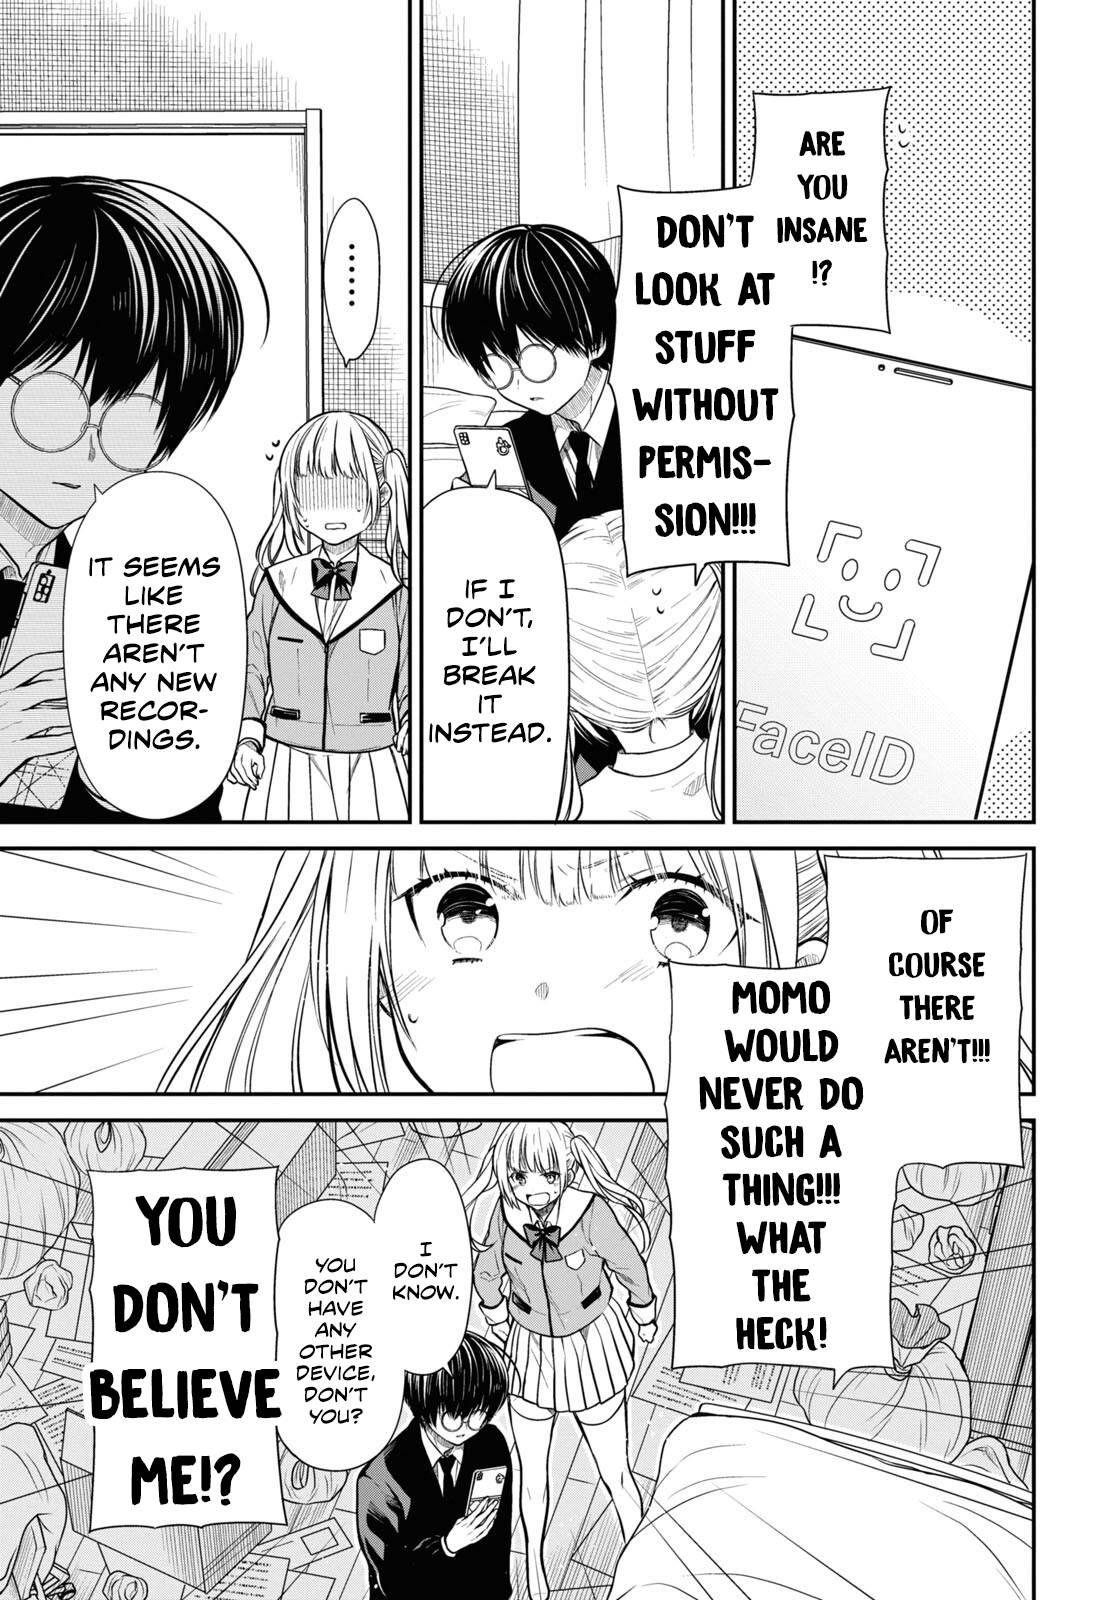 ARE
YOU
INSANE
!?
DON'T
LOOK AT
STUFF
WITHOUT
PERMIS-
SION!!!
FaceID
IF I
DON'T,
I'LL
BREAK
IT
INSTEAD.
......
IT SEEMS
LIKE
THERE
AREN'T
ANY NEW
RECOR-
DINGS.
OF
COURSE
THERE
AREN'T!!!
MOMO
WOULD
NEVER DO
SUCH A
THING!!!
WHAT
THE
HECK!
I
DON'T
KNOW.
YOU
DON'T
HAVE
ANY
OTHER
DEVICE,
DON'T
YOU?
YOU
DON'T
BELIEVE
ME!?